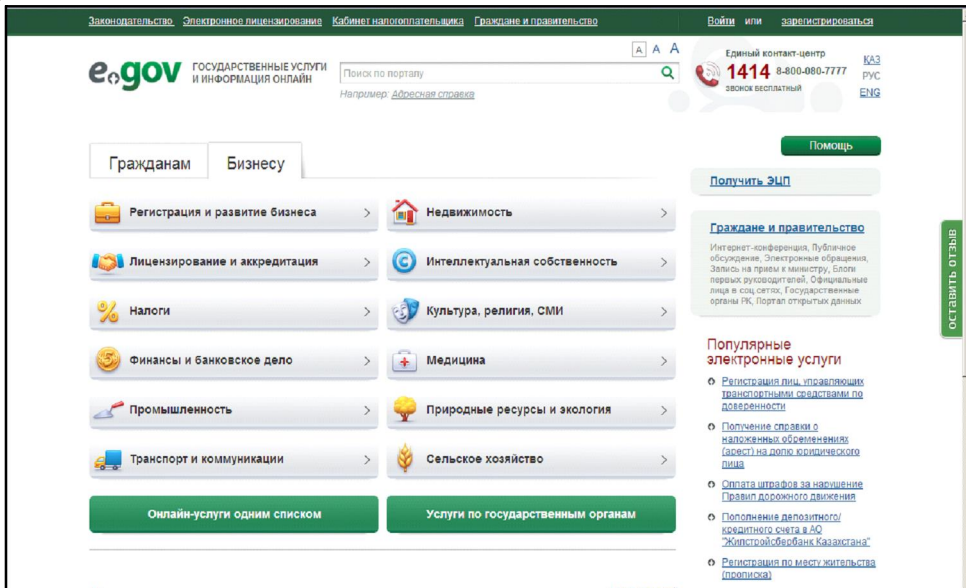 Законодательство Электронное лицензирование Кабинет налогоплательщика Граждане и правительство Войти или зарегистрироваться
A A A
egov ГОСУДАРСТВЕННЫЕ УСЛУГИ
И ИНФОРМАЦИЯ ОНЛАЙН
Поиск по порталу
Например: Адресная справка
Единый контакт-центр
1414 8-800-080-7777
ЗВОНОК БЕСПЛАТНЫЙ
ҚАЗ
РУС
ENG
Гражданам Бизнесу
Помощь
Получить ЭЦП
Регистрация и развитие бизнеса
Недвижимость
Лицензирование и аккредитация
Интеллектуальная собственность
Налоги
Культура, религия, СМИ
Финансы и банковское дело
Медицина
Промышленность
Природные ресурсы и экология
Транспорт и коммуникации
Сельское хозяйство
Онлайн-услуги одним списком
Услуги по государственным органам
Граждане и правительство
Интернет-конференция, Публичное
обсуждение, Электронные обращения,
Запись на прием к министру, Блоги
первых руководителей, Официальные
лица в соц сетях, Государственные
органы РК, Портал открытых данных
Популярные
электронные услуги
Регистрация лиц, управляющих
транспортными средствами по
доверенности
Получение справки о
наложенных обременениях
(арест) на долю юридического
лица
Оплата штрафов за нарушение
Правил дорожного движения
Пополнение депозитного/
кредитного счета в АО
"Жилстройсбербанк Казахстана"
Регистрация по месту жительства
(прописка)
ОСТАВИТЬ ОТЗЫВ